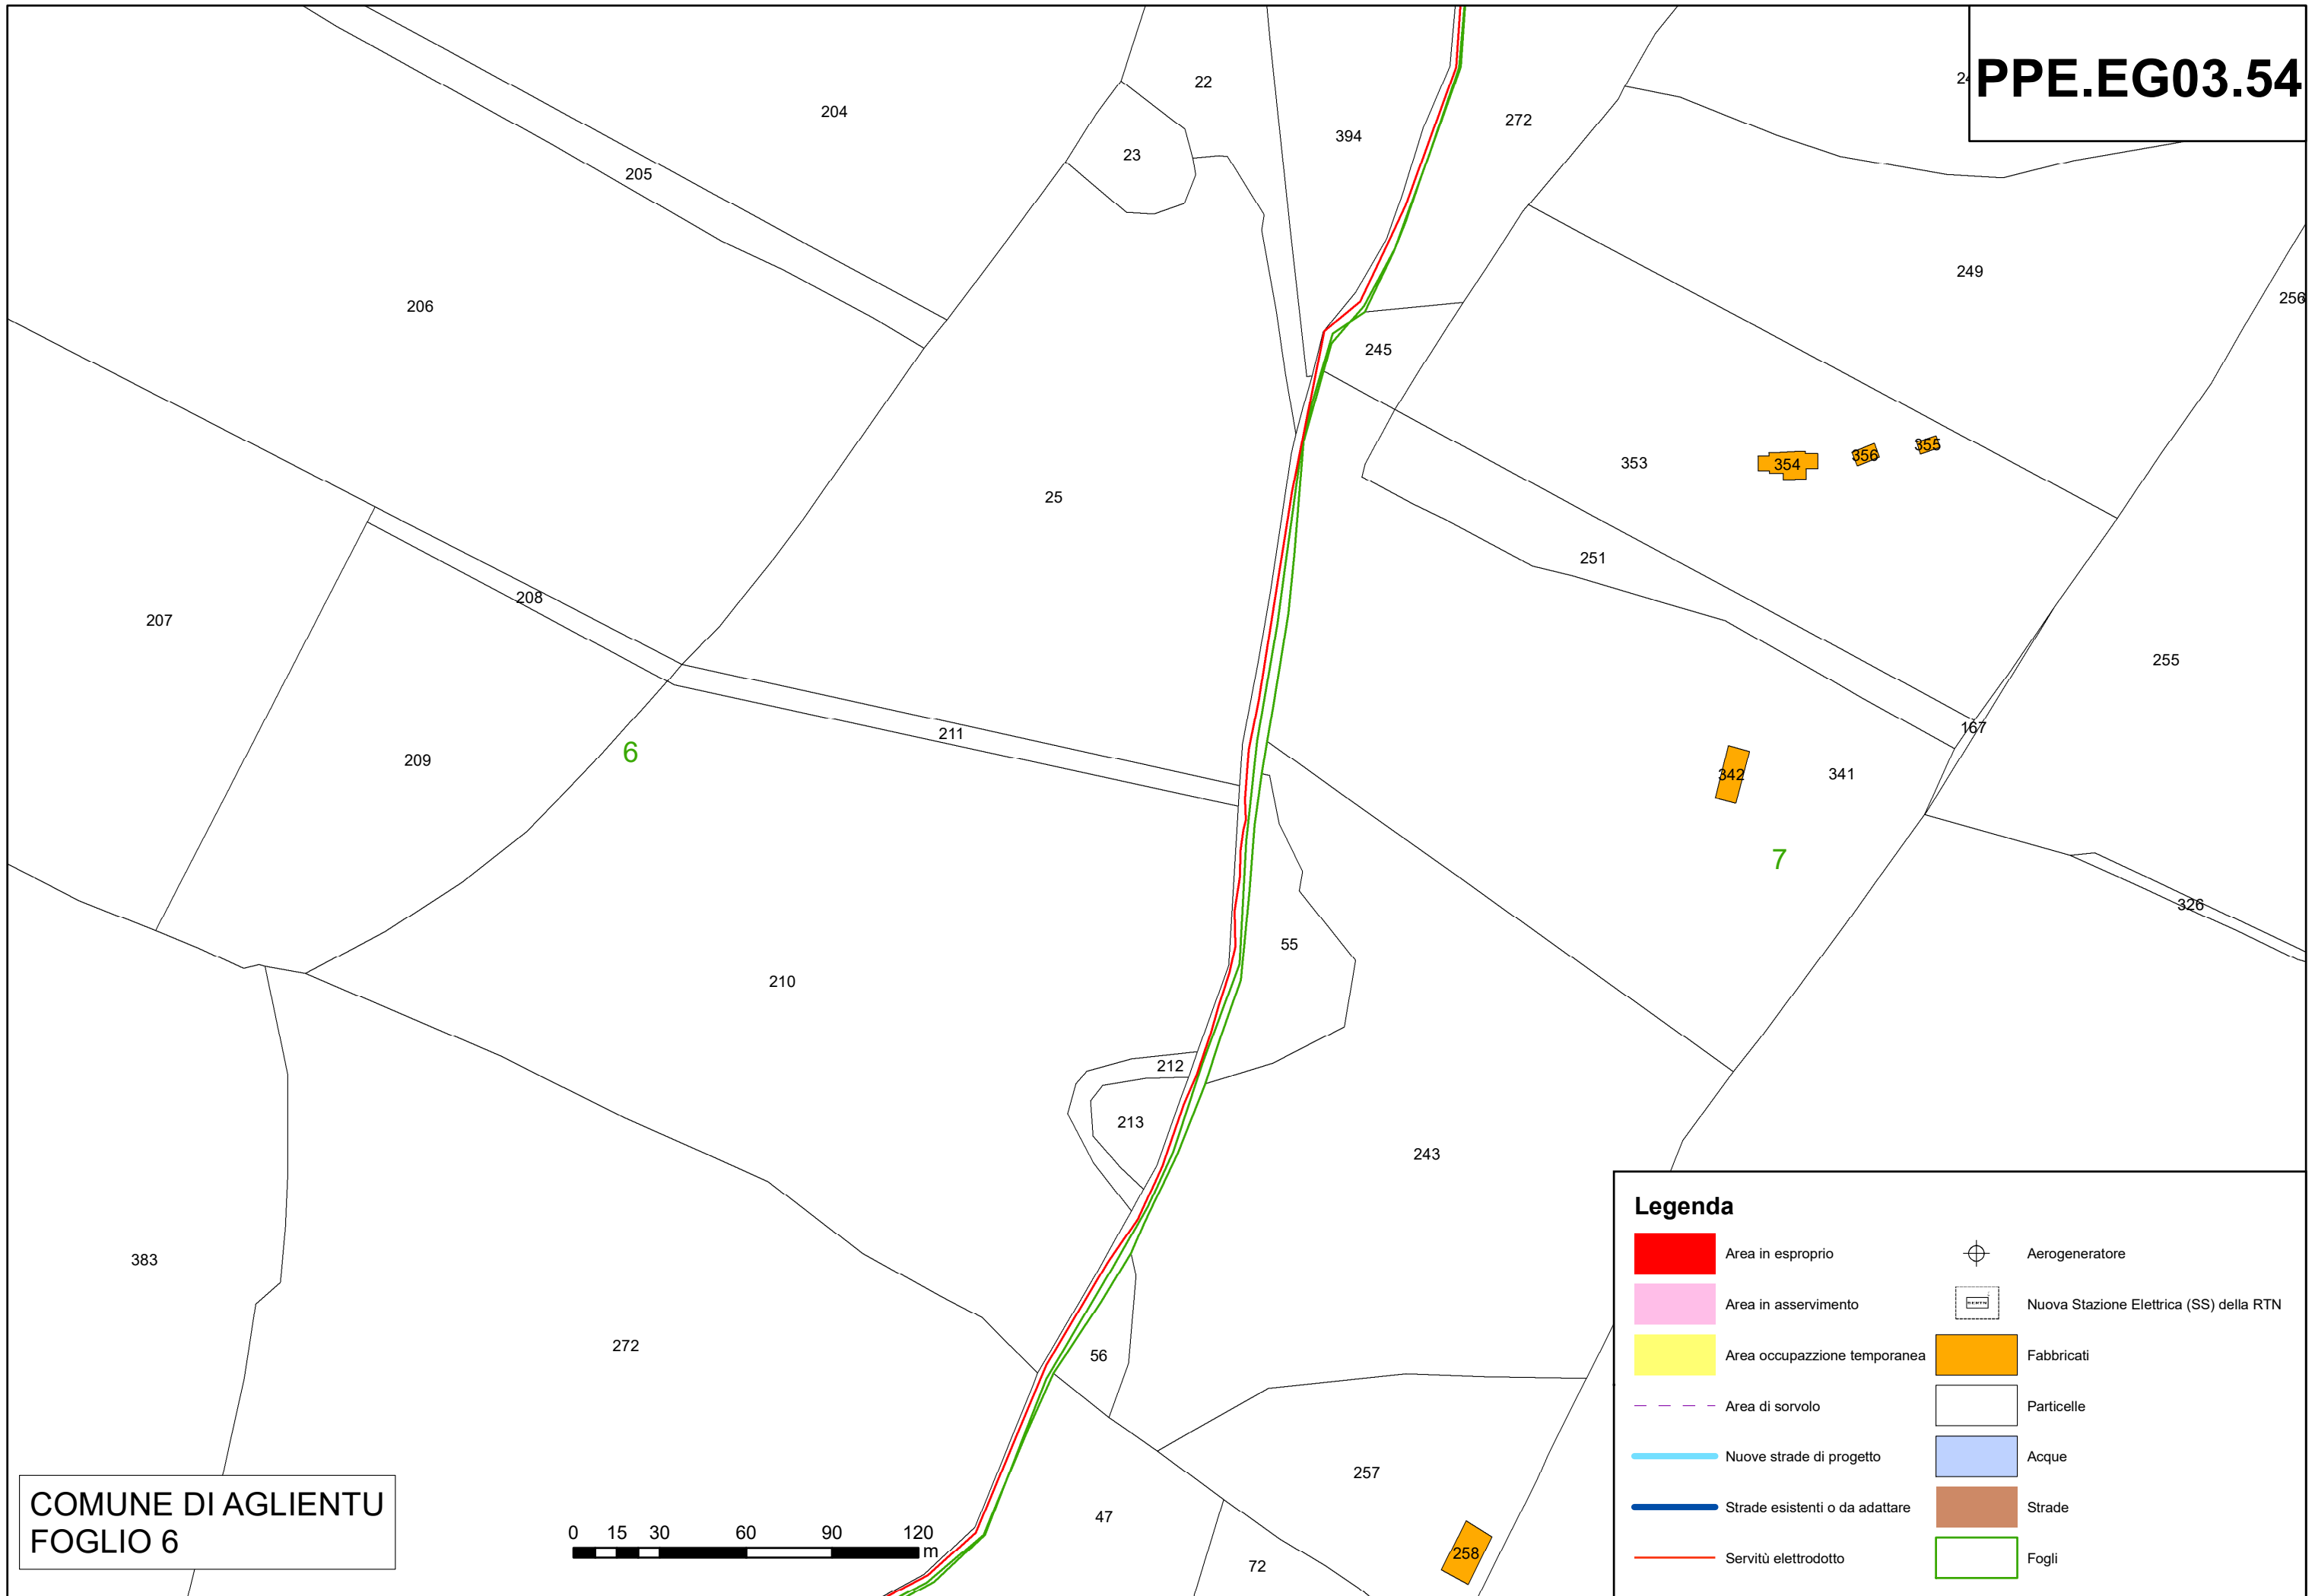 PPE.EG03.54
24
22
204
394
272
23
205
249
256
206
245
355
356
353
354
25
251
208
207
255
167
211
209
6
342
341
7
326
55
210
212
213
243
383
272
56
257
47
258
72
Legenda
Area in esproprio
Aerogeneratore
Area in asservimento
Nuova Stazione Elettrica (SS) della RTN
Area occupazzione temporanea
Fabbricati
Area di sorvolo
Particelle
Nuove strade di progetto
Acque
Strade esistenti o da adattare
Strade
Servitù elettrodotto
Fogli
COMUNE DI AGLIENTU
FOGLIO 6
0 15 30 60 90 120
m